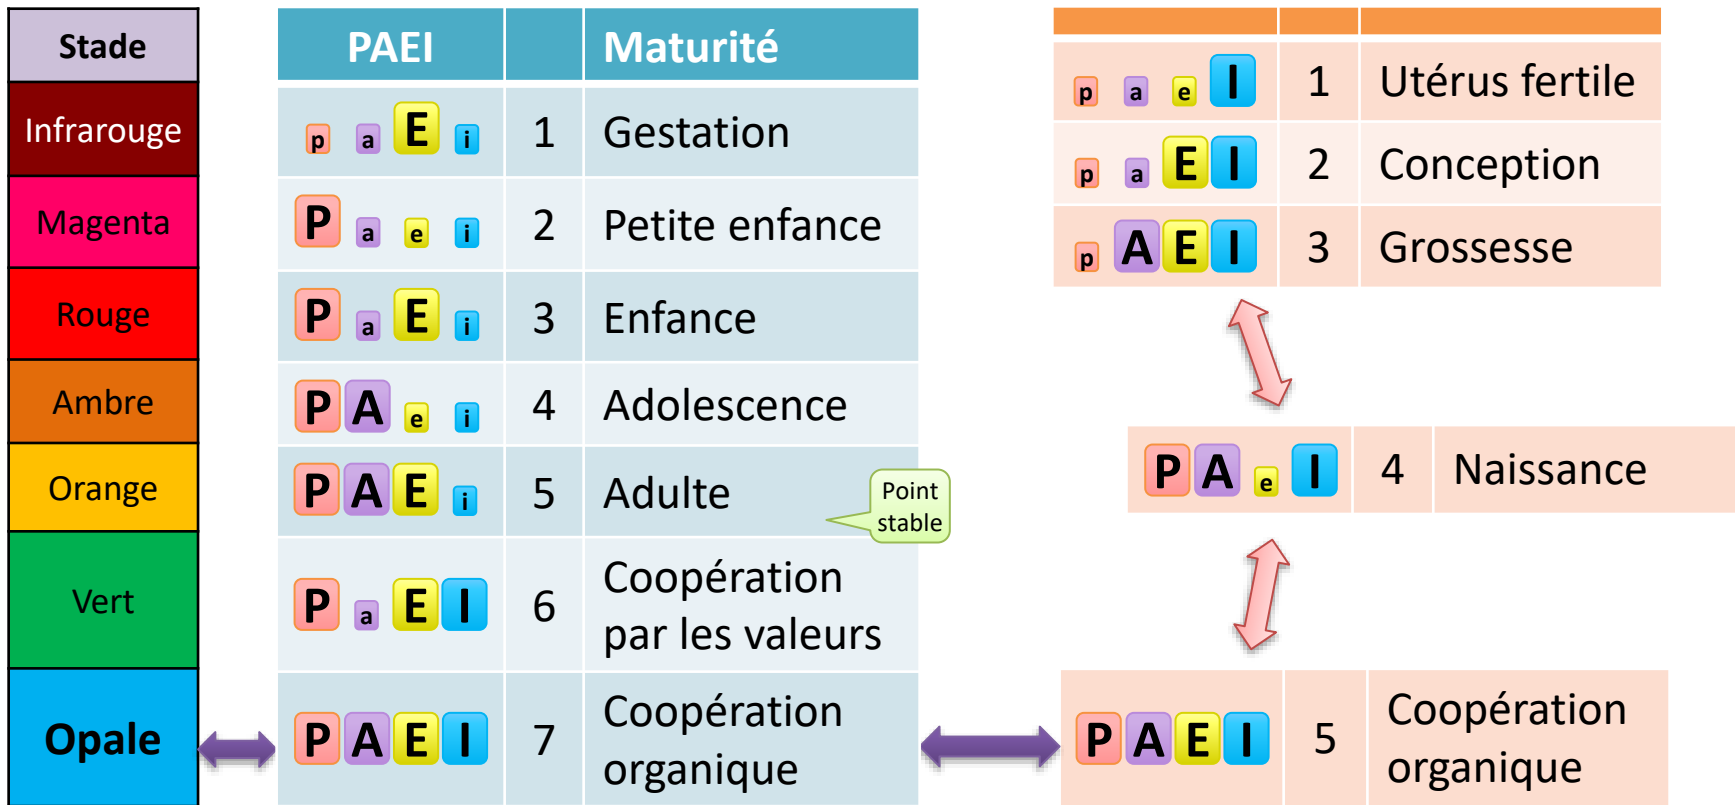 Stade
Infrarouge
Magenta
Rouge
Ambre
Orange
Vert
Opale
PAEI Maturité
p a E i 1 Gestation
P a e i 2 Petite enfance
P a E i 3 Enfance
P A e i 4 Adolescence
P A E i 5 Adulte
Point
stable
P a E I 6 Coopération
par les valeurs
P A E I 7 Coopération
organique
p a e I 1 Utérus fertile
p a E I 2 Conception
p A E I 3 Grossesse
P A e I 4 Naissance
P A E I 5 Coopération
organique